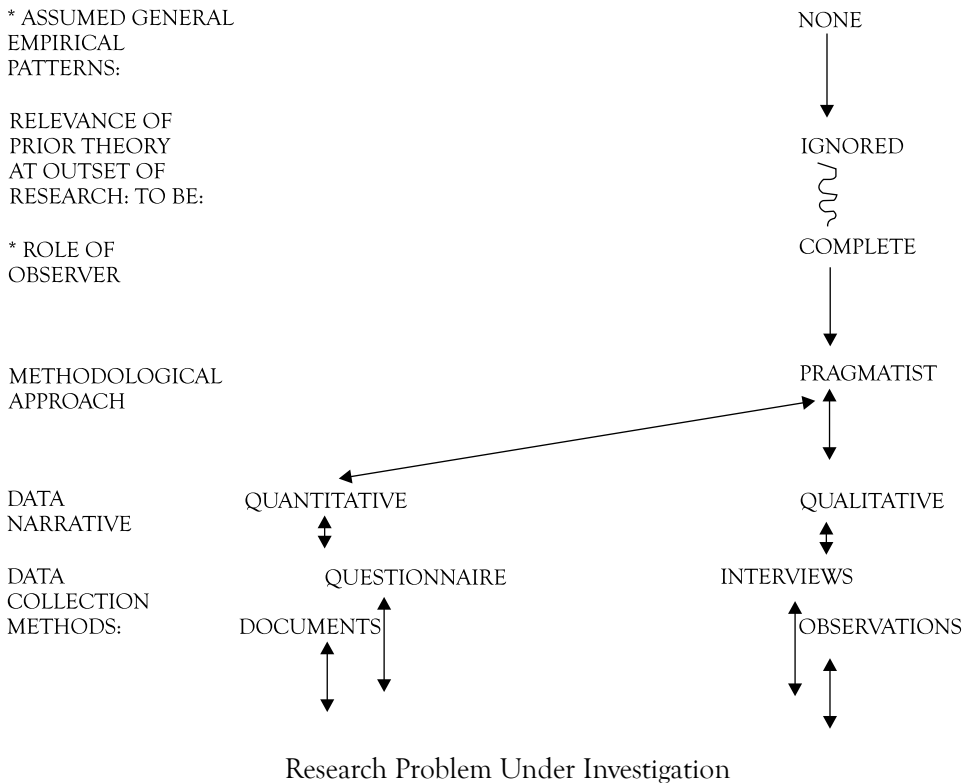 * ASSUMED GENERAL
EMPIRICAL
PATTERNS:
NONE
RELEVANCE OF
PRIOR THEORY
AT OUTSET OF
RESEARCH: TO BE:
IGNORED
* ROLE OF
OBSERVER
COMPLETE
METHODOLOGICAL
APPROACH
PRAGMATIST
DATA
NARRATIVE
QUANTITATIVE
QUALITATIVE
DATA
COLLECTION
METHODS:
QUESTIONNAIRE
INTERVIEWS
DOCUMENTS
OBSERVATIONS
Research Problem Under Investigation